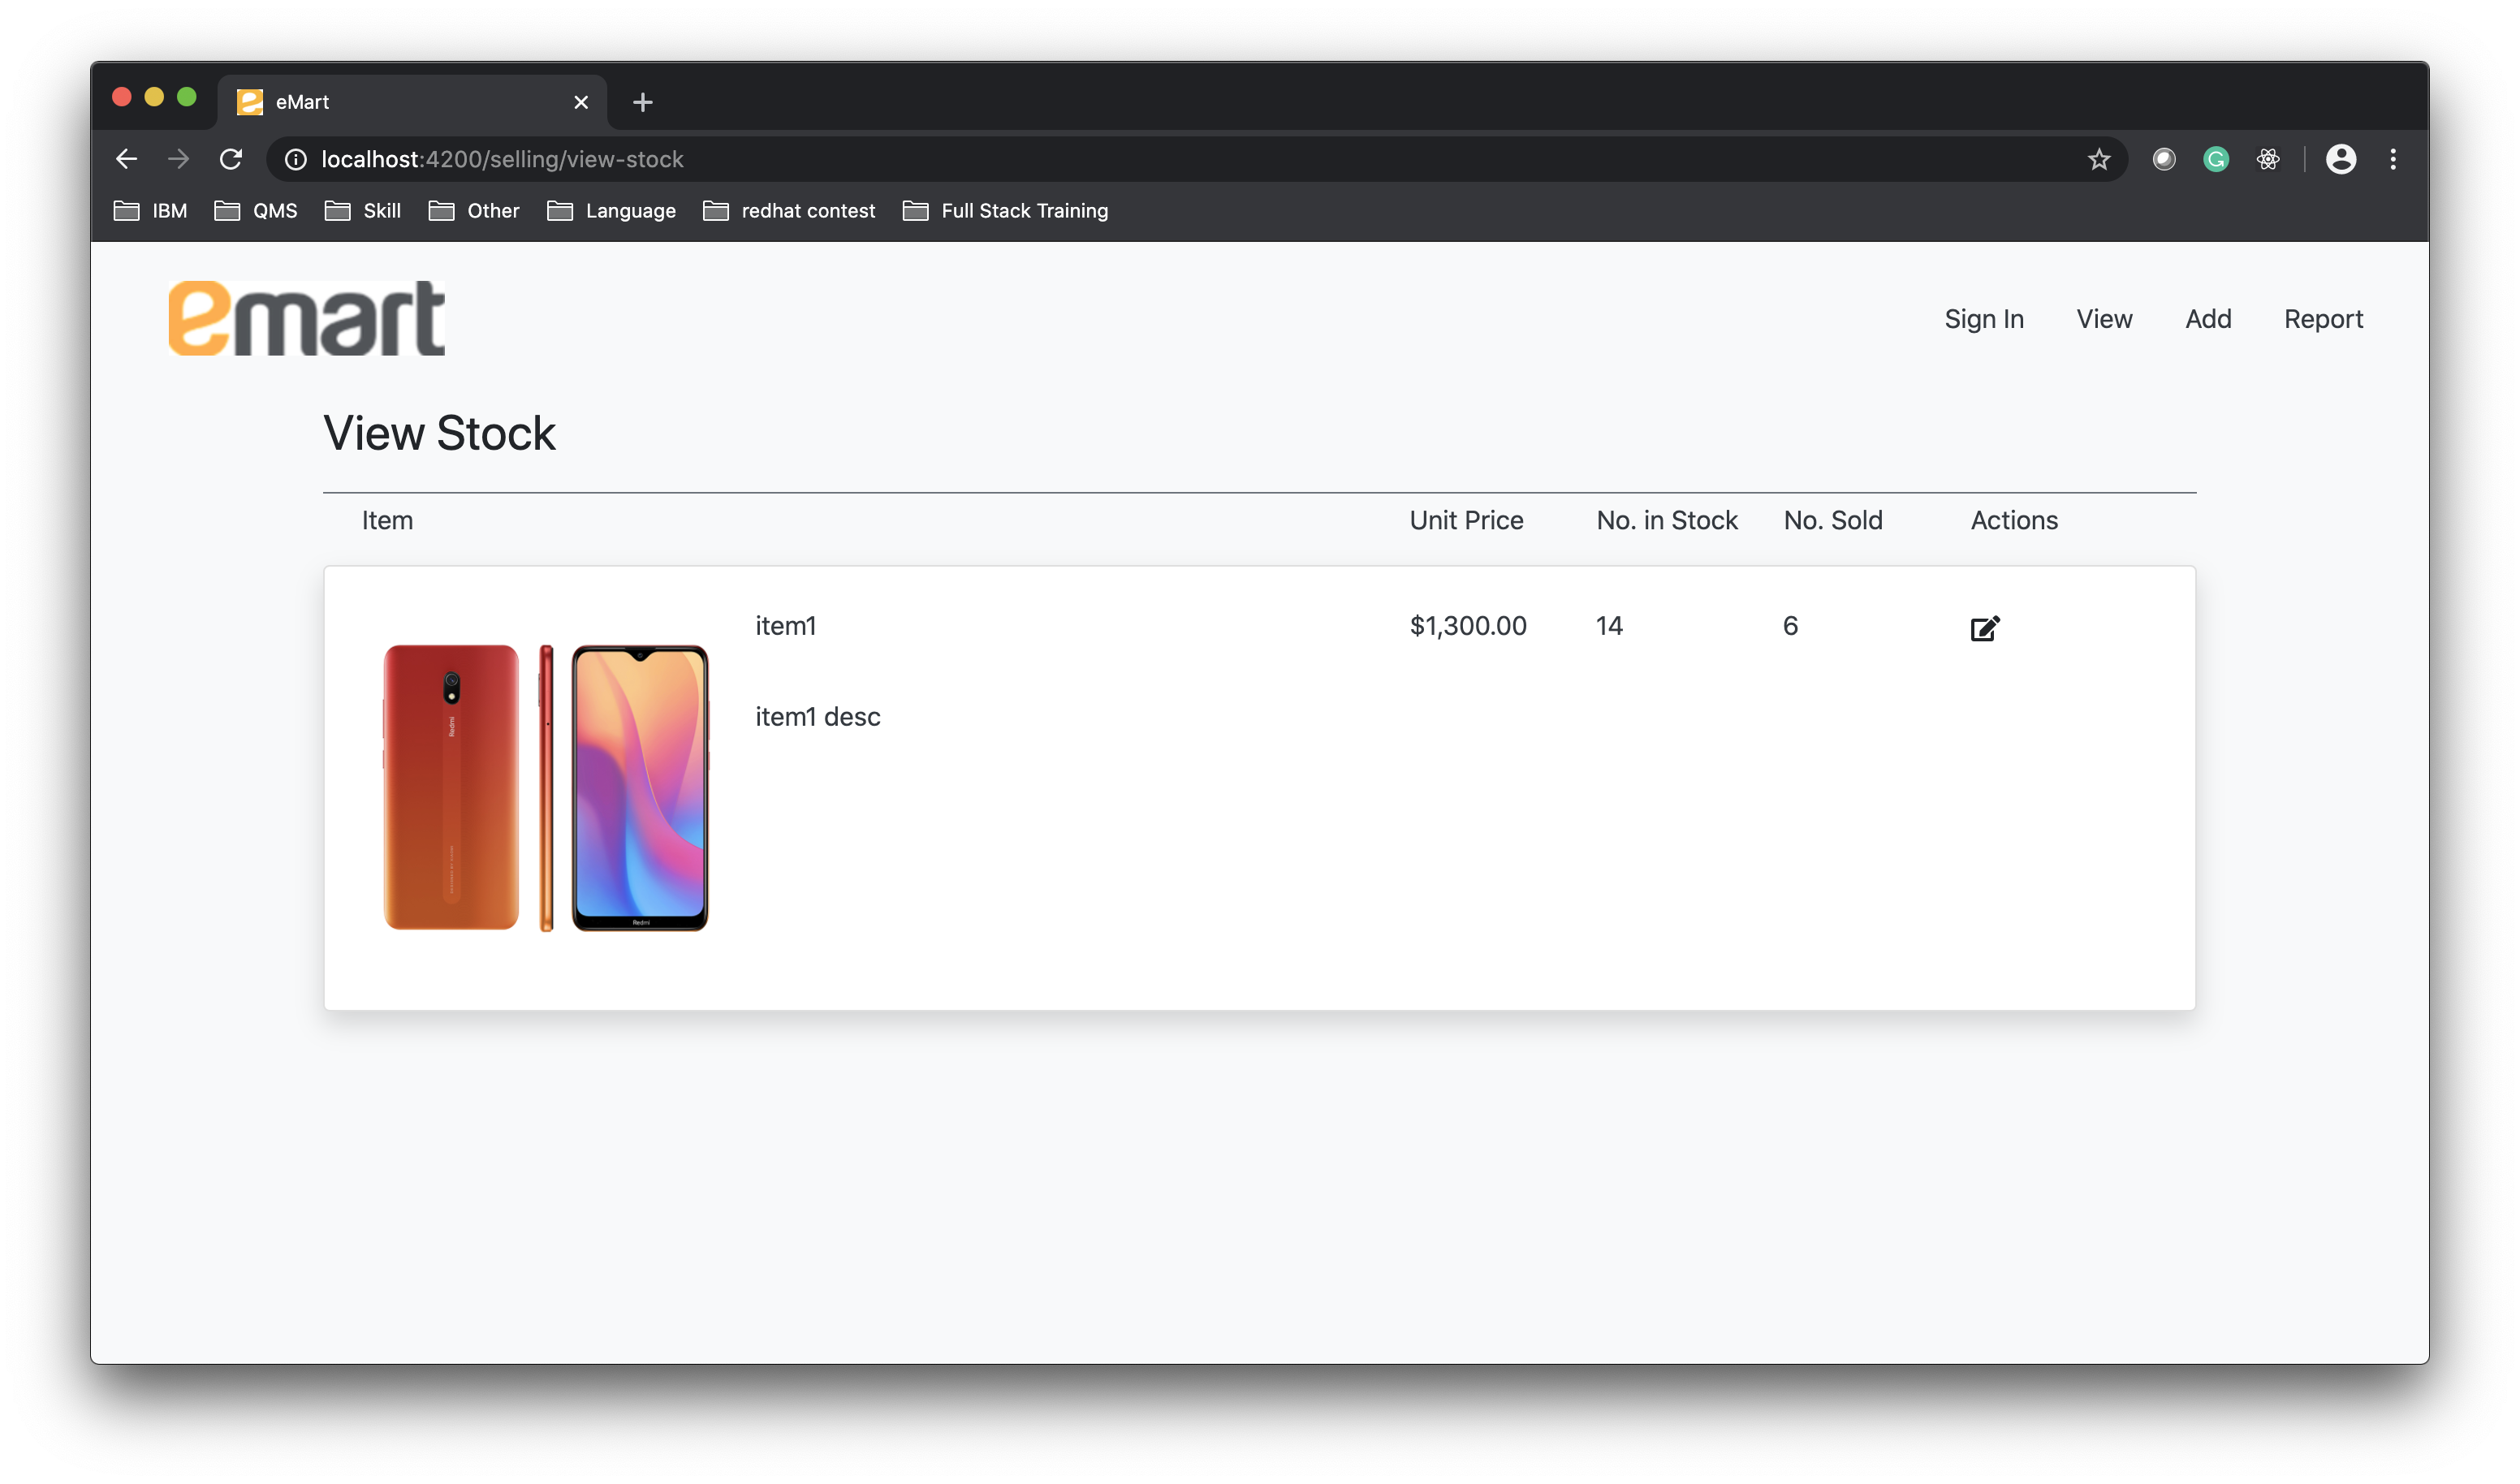 eMart
localhost:4200/selling/view-stock
IBM QMS Skill Other Language redhat contest Full Stack Training
emart
Sign In View Add Report
View Stock
Item Unit Price No. in Stock No. Sold Actions
item1 $1,300.00 14 6
item1 desc
Redmi
Redmi